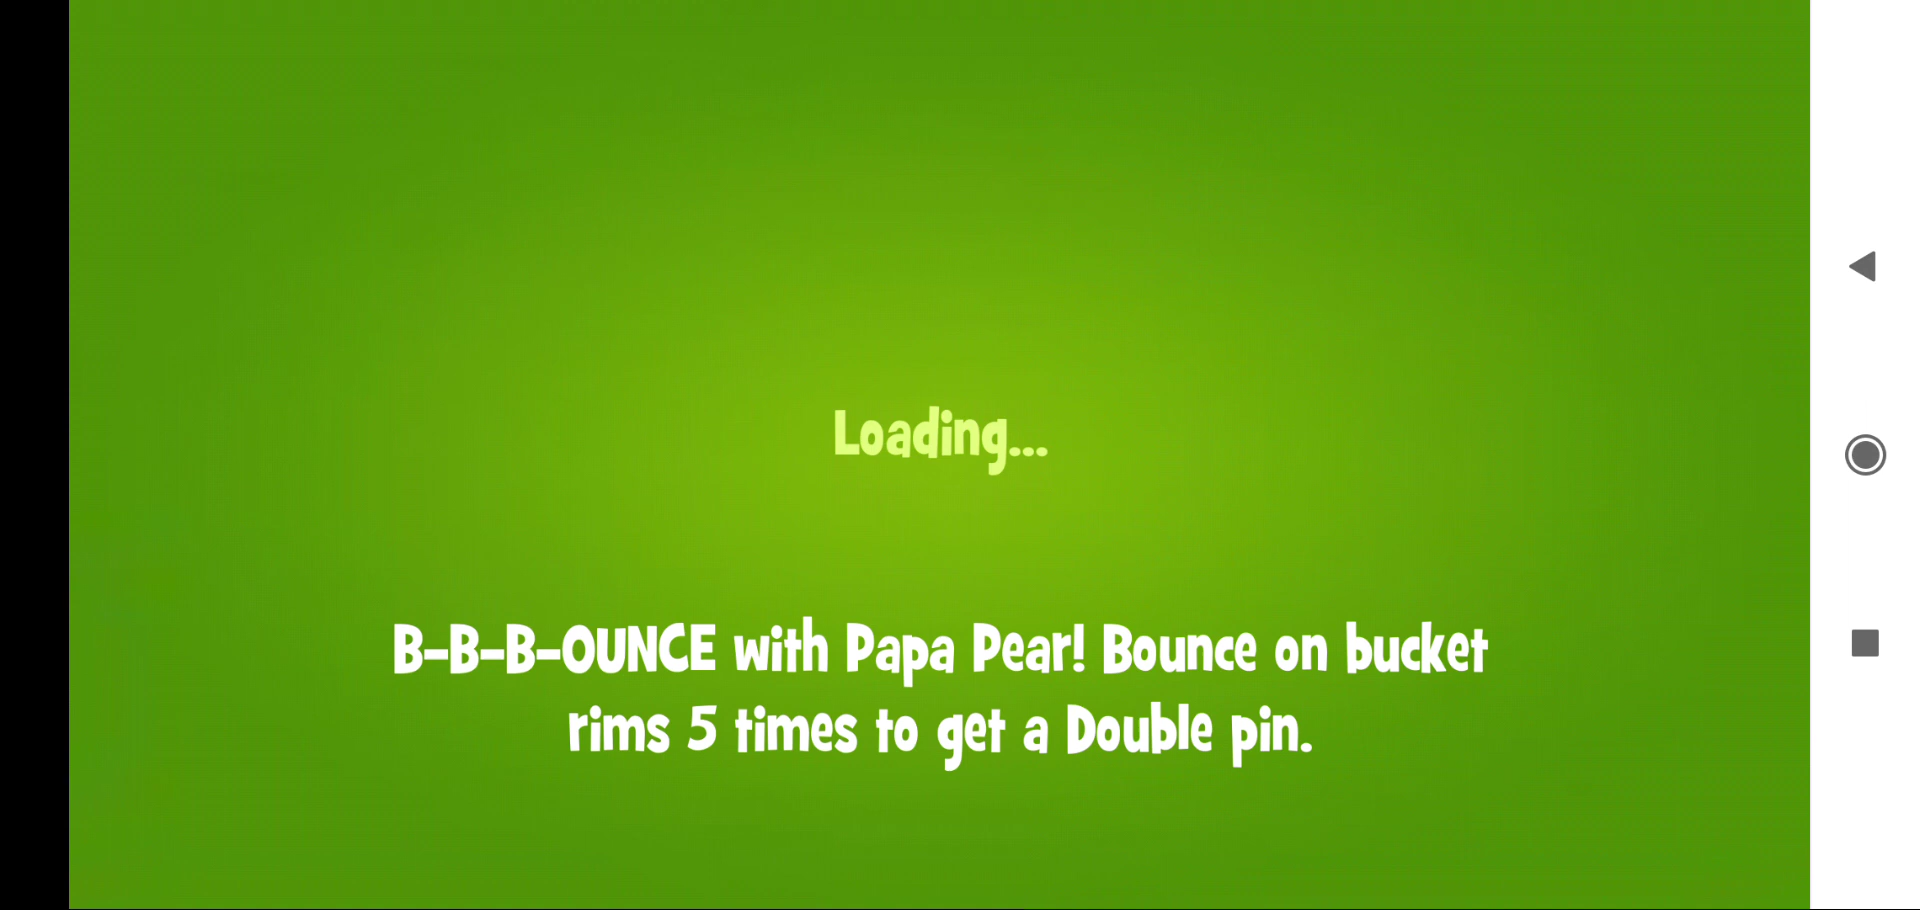 Loading...
B-B-B-OUNCE with Papa Pear! Bounce on bucket
rims 5 times to get a Double pin.